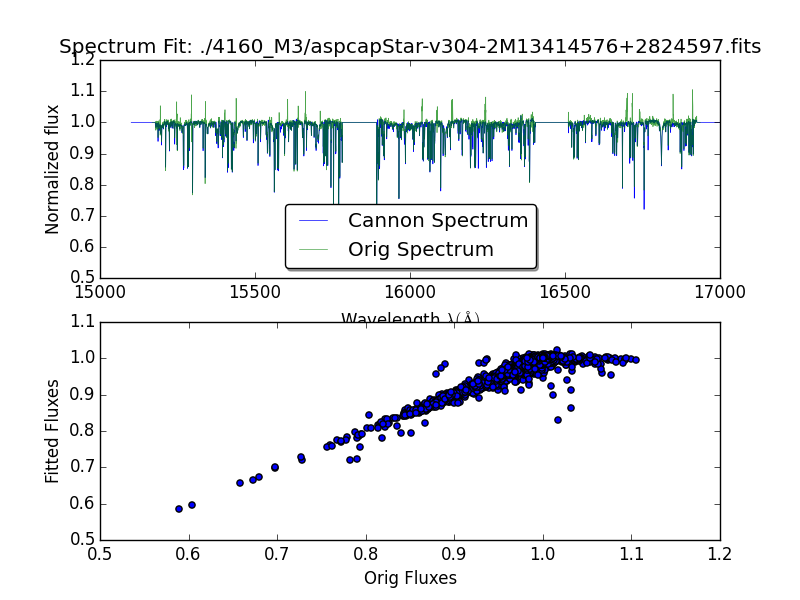 Spectrum Fit: ./4160_M3/aspcapStar-v304-2M13414576+2824597.fits
1.2
1.1
1.0
0.9
0.8
0.7
0.6
0.5
Normalized flux
Cannon Spectrum
Orig Spectrum
15000 15500 16000 16500 17000
Wavelength λ(Å)
1.1
1.0
0.9
0.8
0.7
0.6
0.5
Fitted Fluxes
0.5 0.6 0.7 0.8 0.9 1.0 1.1 1.2
Orig Fluxes